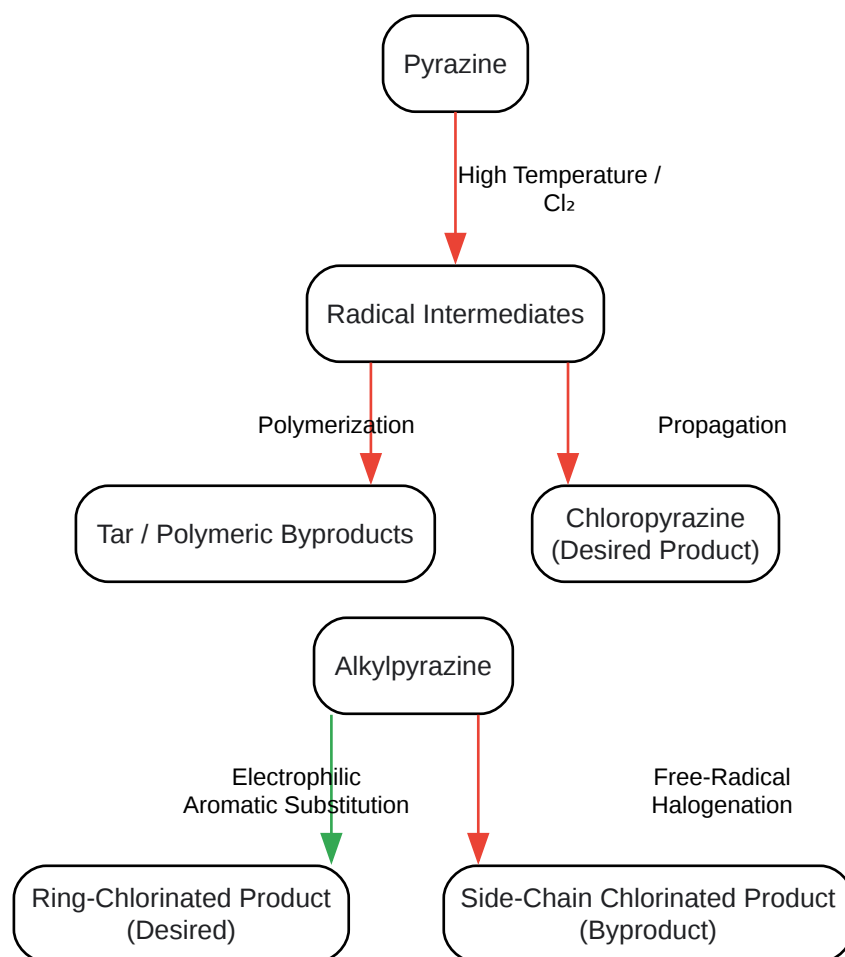 Pyrazine
High Temperature /
Cl₂
Radical Intermediates
Polymerization
Propagation
Tar / Polymeric Byproducts
Chloropyrazine
(Desired Product)
Alkylpyrazine
Electrophilic
Aromatic Substitution
Free-Radical
Halogenation
Ring-Chlorinated Product
(Desired)
Side-Chain Chlorinated Product
(Byproduct)